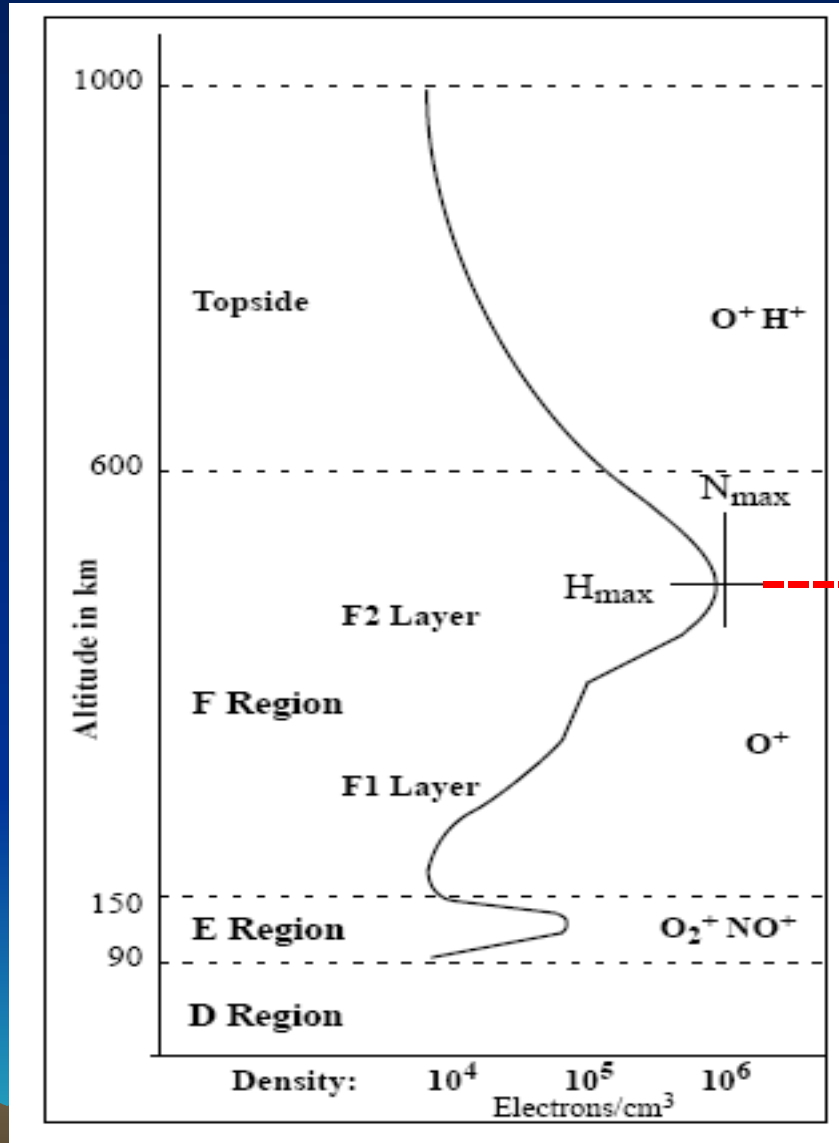 1000
Topside
O⁺ H⁺
600
Nmax
Hmax
F2 Layer
Altitude in km
F Region
O⁺
F1 Layer
150
E Region
O₂⁺ NO⁺
90
D Region
Density: 10⁴ 10⁵ 10⁶
Electrons/cm³